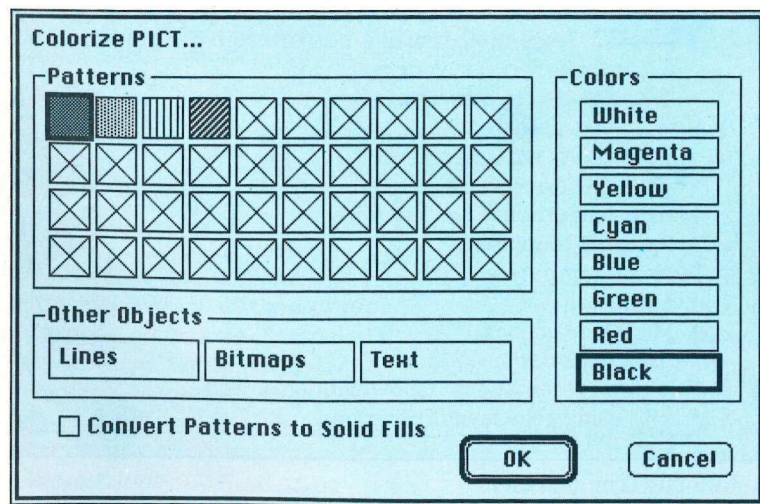 Colorize PICT...
Patterns
Colors
White
Magenta
Yellow
Cyan
Blue
Green
Red
Black
Other Objects
Lines Bitmaps Text
Convert Patterns to Solid Fills
OK Cancel